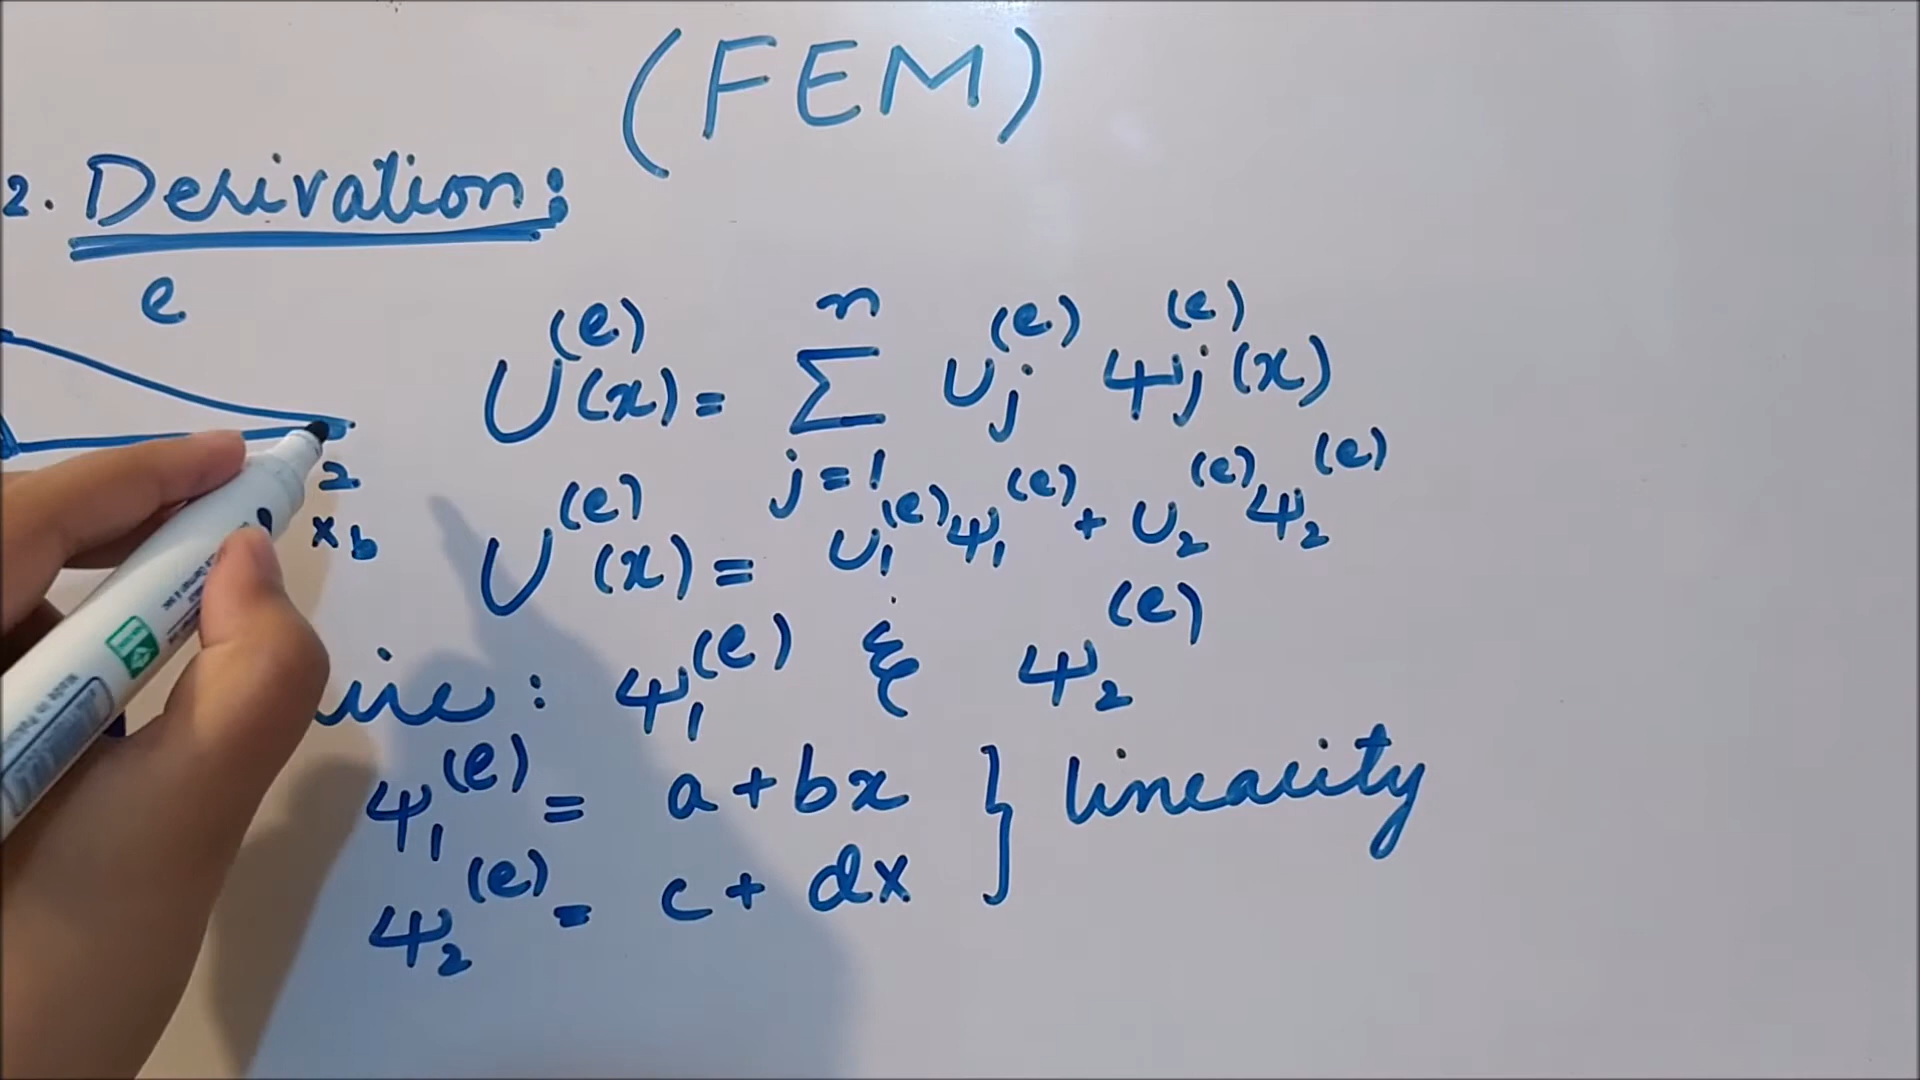 (FEM)
2. Derivation:
e
U^(e)(x) = Σ_{j=1}^{n} U_j^(e) Ψ_j^(e)(x)
2
x_b
U^(e)(x) = U_1^(e) Ψ_1^(e) + U_2^(e) Ψ_2^(e)
: Ψ_1^(e) & Ψ_2^(e)
Ψ_1^(e) = a + bx } linearity
Ψ_2^(e) = c + dx